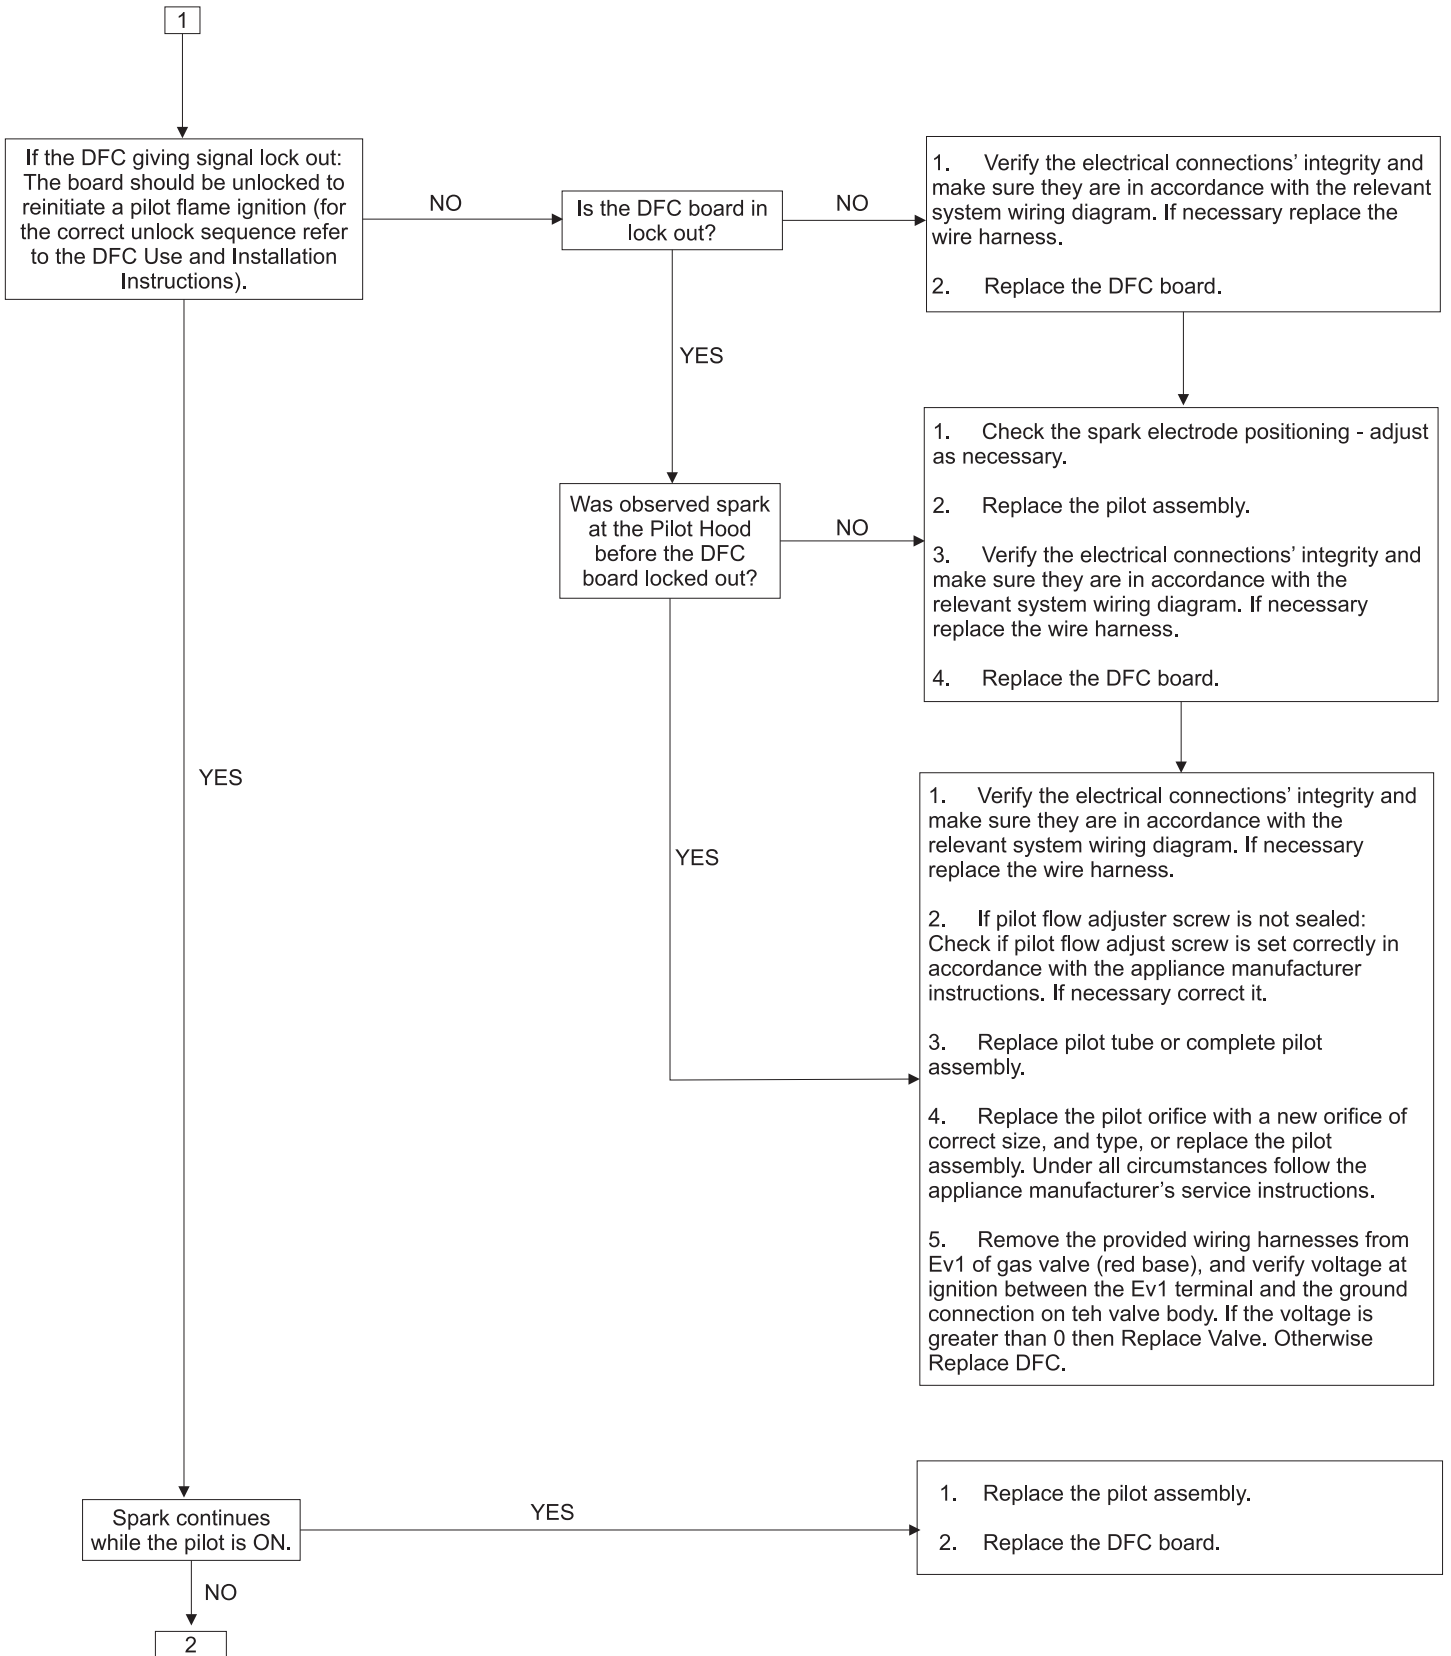 1
If the DFC giving signal lock out:
The board should be unlocked to
reinitiate a pilot flame ignition (for
the correct unlock sequence refer
to the DFC Use and Installation
Instructions).
NO
Is the DFC board in
lock out?
NO
1. Verify the electrical connections' integrity and
make sure they are in accordance with the relevant
system wiring diagram. If necessary replace the
wire harness.
2. Replace the DFC board.
YES
Was observed spark
at the Pilot Hood
before the DFC
board locked out?
NO
1. Check the spark electrode positioning - adjust
as necessary.
2. Replace the pilot assembly.
3. Verify the electrical connections' integrity and
make sure they are in accordance with the
relevant system wiring diagram. If necessary
replace the wire harness.
4. Replace the DFC board.
YES
YES
1. Verify the electrical connections' integrity and
make sure they are in accordance with the
relevant system wiring diagram. If necessary
replace the wire harness.
2. If pilot flow adjuster screw is not sealed:
Check if pilot flow adjust screw is set correctly in
accordance with the appliance manufacturer
instructions. If necessary correct it.
3. Replace pilot tube or complete pilot
assembly.
4. Replace the pilot orifice with a new orifice of
correct size, and type, or replace the pilot
assembly. Under all circumstances follow the
appliance manufacturer's service instructions.
5. Remove the provided wiring harnesses from
Ev1 of gas valve (red base), and verify voltage at
ignition between the Ev1 terminal and the ground
connection on teh valve body. If the voltage is
greater than 0 then Replace Valve. Otherwise
Replace DFC.
Spark continues
while the pilot is ON.
YES
1. Replace the pilot assembly.
2. Replace the DFC board.
NO
2